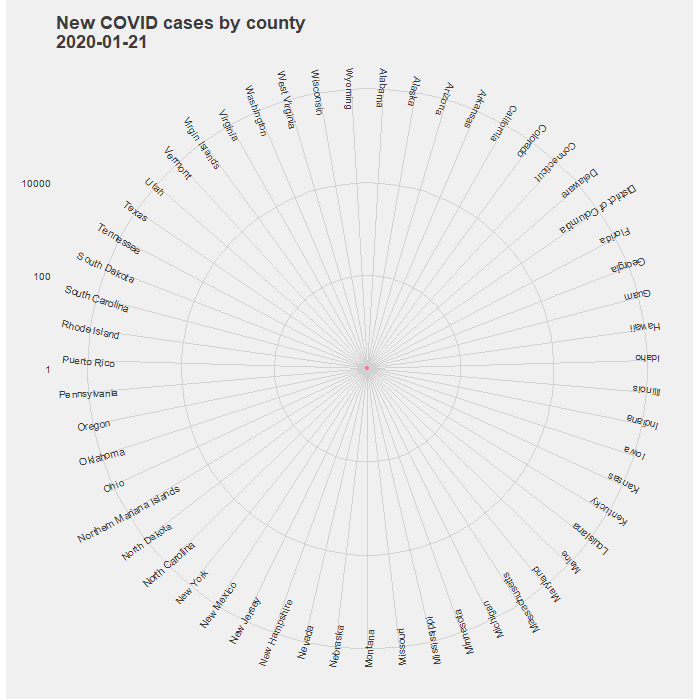 New COVID cases by county
2020-01-21
10000
100
1
Alabama
Alaska
Arizona
Arkansas
California
Colorado
Connecticut
Delaware
District of Columbia
Florida
Georgia
Guam
Hawaii
Idaho
Illinois
Indiana
Iowa
Kansas
Kentucky
Louisiana
Maine
Maryland
Massachusetts
Michigan
Minnesota
Mississippi
Missouri
Montana
Nebraska
Nevada
New Hampshire
New Jersey
New Mexico
New York
North Carolina
North Dakota
Northern Mariana Islands
Ohio
Oklahoma
Oregon
Pennsylvania
Puerto Rico
Rhode Island
South Carolina
South Dakota
Tennessee
Texas
Utah
Vermont
Virgin Islands
Virginia
Washington
West Virginia
Wisconsin
Wyoming